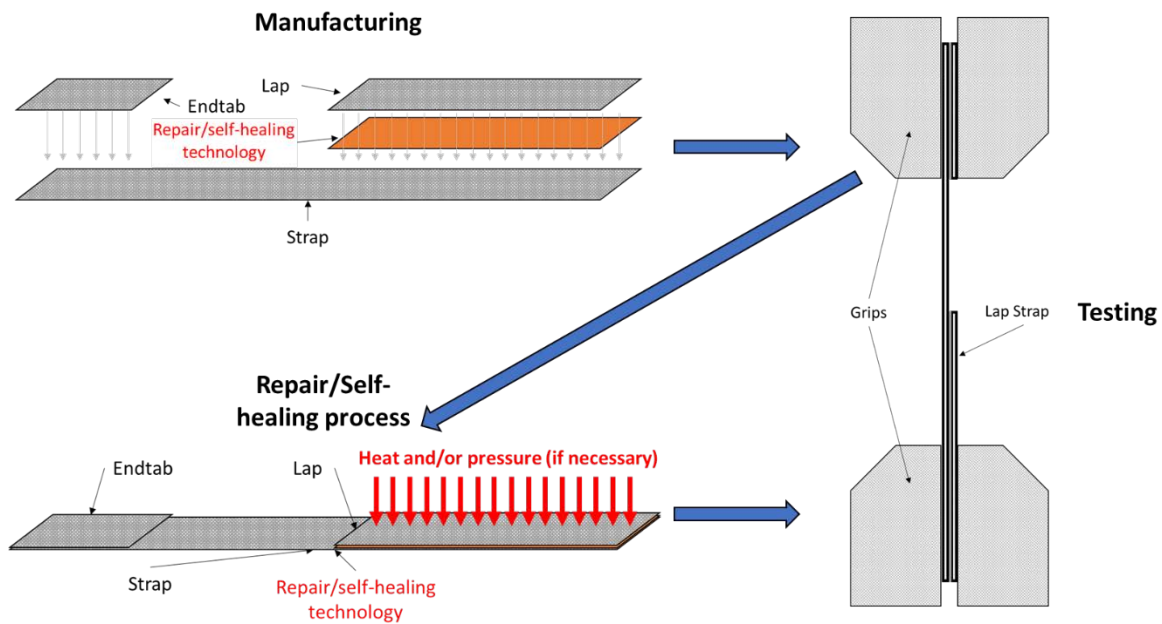 Manufacturing
Lap
Endtab
Repair/self-healing
technology
Strap
Grips
Lap Strap
Testing
Repair/Self-
healing process
Heat and/or pressure (if necessary)
Endtab
Lap
Strap
Repair/self-healing
technology